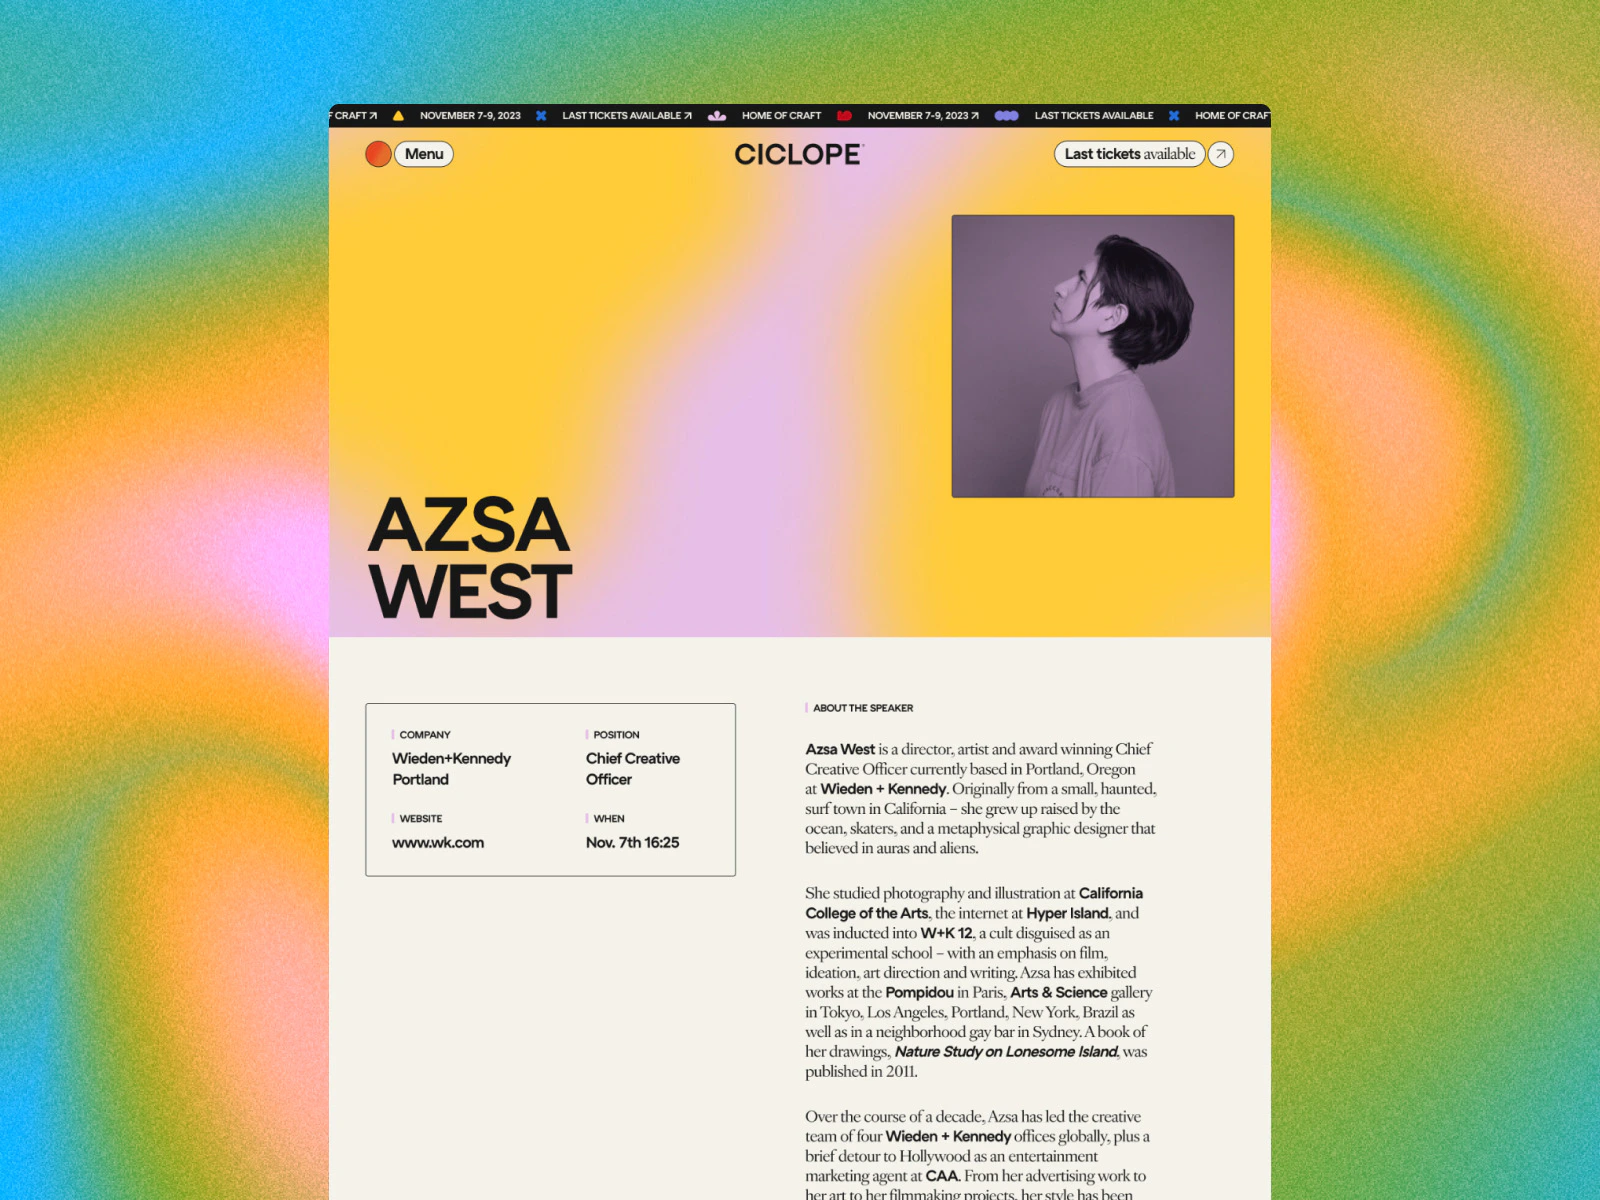 F CRAFT ↗ NOVEMBER 7-9, 2023 LAST TICKETS AVAILABLE ↗ HOME OF CRAFT NOVEMBER 7-9, 2023 ↗ LAST TICKETS AVAILABLE HOME OF CRAF
Menu CICLOPE Last tickets available ↗
AZSA
WEST
COMPANY
Wieden+Kennedy
Portland
POSITION
Chief Creative
Officer
WEBSITE
www.wk.com
WHEN
Nov. 7th 16:25
ABOUT THE SPEAKER
Azsa West is a director, artist and award winning Chief
Creative Officer currently based in Portland, Oregon
at Wieden + Kennedy. Originally from a small, haunted,
surf town in California – she grew up raised by the
ocean, skaters, and a metaphysical graphic designer that
believed in auras and aliens.
She studied photography and illustration at California
College of the Arts, the internet at Hyper Island, and
was inducted into W+K 12, a cult disguised as an
experimental school – with an emphasis on film,
ideation, art direction and writing. Azsa has exhibited
works at the Pompidou in Paris, Arts & Science gallery
in Tokyo, Los Angeles, Portland, New York, Brazil as
well as in a neighborhood gay bar in Sydney. A book of
her drawings, Nature Study on Lonesome Island, was
published in 2011.
Over the course of a decade, Azsa has led the creative
team of four Wieden + Kennedy offices globally, plus a
brief detour to Hollywood as an entertainment
marketing agent at CAA. From her advertising work to
her art to her filmmaking projects, her style has been